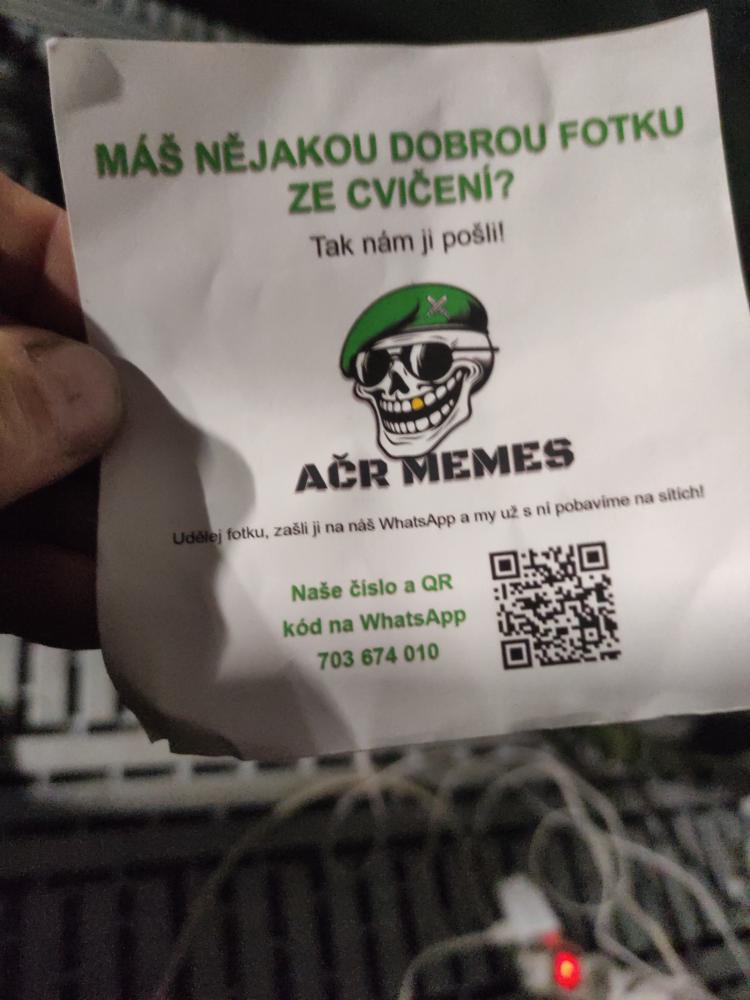 MÁŠ NĚJAKOU DOBROU FOTKU
ZE CVIČENÍ?
Tak nám ji pošli!
AČR MEMES
Udělej fotku, zašli ji na náš WhatsApp a my už s ní pobavíme na sítích!
Naše číslo a QR
kód na WhatsApp
703 674 010